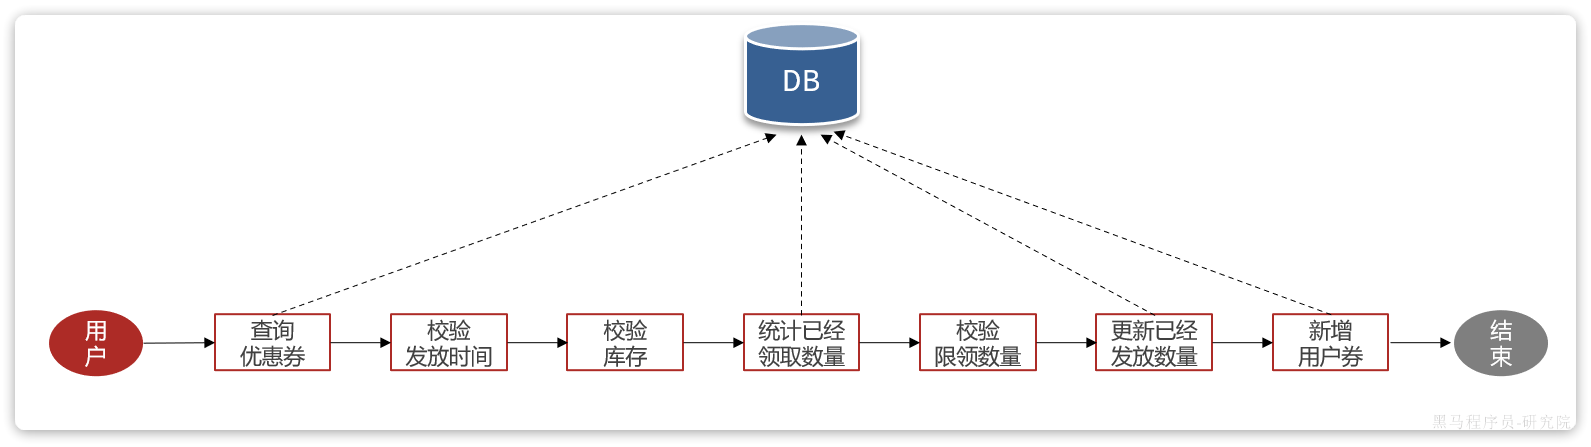 DB
用
户
查询
优惠券
校验
发放时间
校验
库存
统计已经
领取数量
校验
限领数量
更新已经
发放数量
新增
用户券
结
束
黑马程序员-研究院